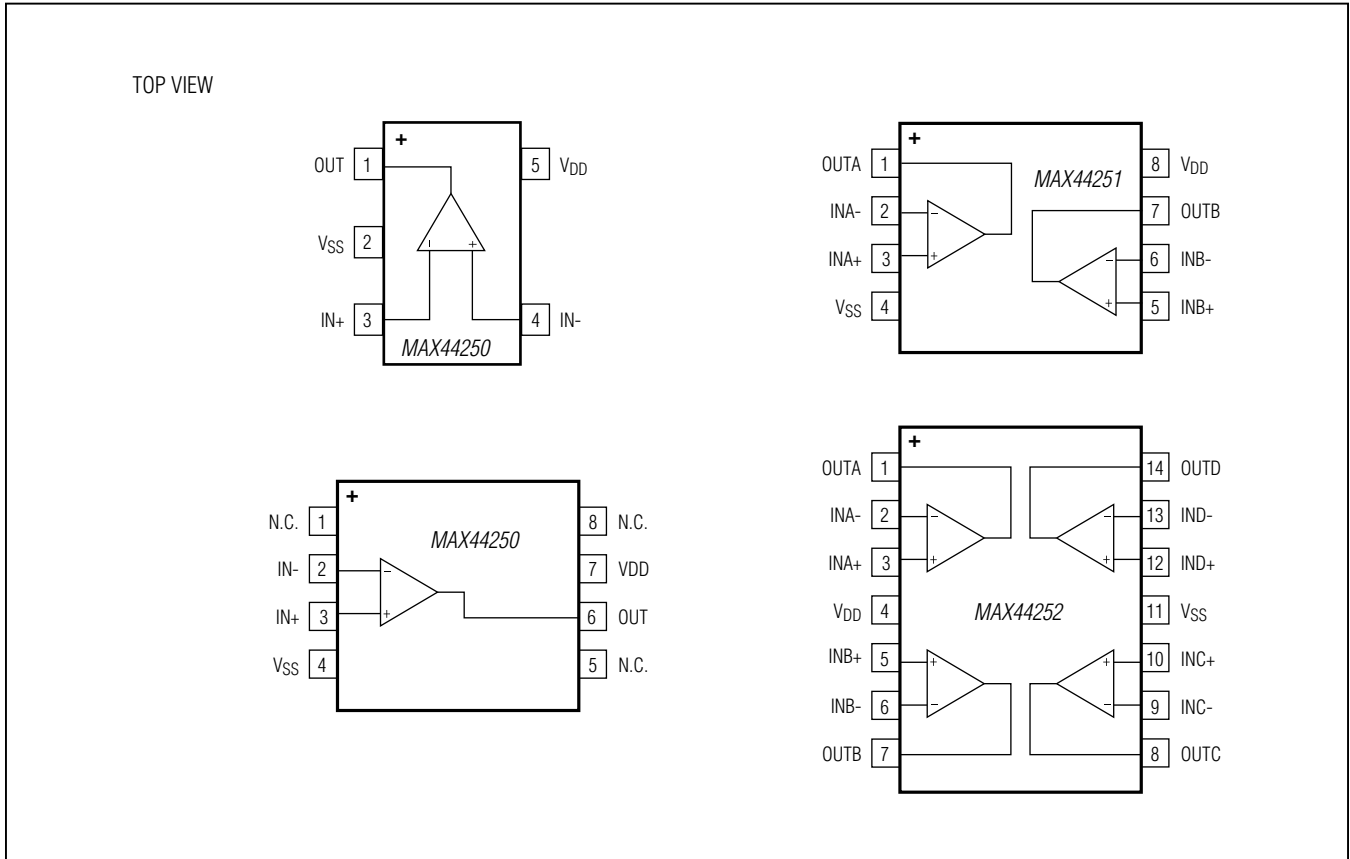 TOP VIEW
+
OUT 1
5 VDD
VSS 2
− +
IN+ 3
4 IN-
MAX44250
+
OUTA 1
8 VDD
MAX44251
INA- 2 −
7 OUTB
INA+ 3 +
− 6 INB-
VSS 4
+ 5 INB+
+
N.C. 1
8 N.C.
MAX44250
IN- 2 −
7 VDD
IN+ 3 +
6 OUT
VSS 4
5 N.C.
+
OUTA 1
14 OUTD
INA- 2 −
− 13 IND-
INA+ 3 +
+ 12 IND+
VDD 4
MAX44252
11 VSS
INB+ 5 +
+ 10 INC+
INB- 6 −
− 9 INC-
OUTB 7
8 OUTC